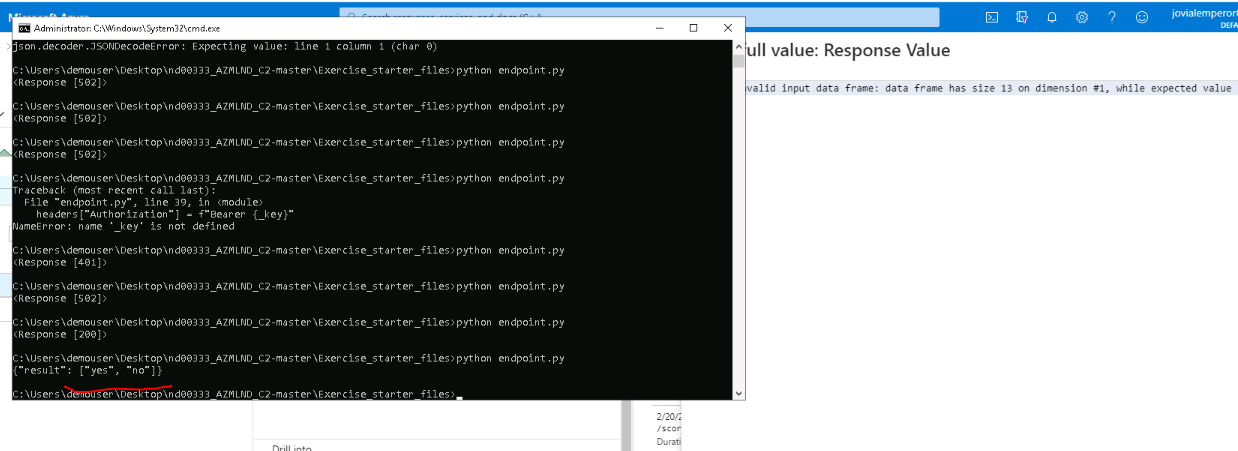 Microsoft Azure
Search resources, services, and docs (G+/)
jovialemperort
DEFA
Administrator: C:\Windows\System32\cmd.exe
json.decoder.JSONDecodeError: Expecting value: line 1 column 1 (char 0)
C:\Users\demouser\Desktop\nd00333_AZMLND_C2-master\Exercise_starter_files>python endpoint.py
<Response [502]>
C:\Users\demouser\Desktop\nd00333_AZMLND_C2-master\Exercise_starter_files>python endpoint.py
<Response [502]>
C:\Users\demouser\Desktop\nd00333_AZMLND_C2-master\Exercise_starter_files>python endpoint.py
<Response [502]>
C:\Users\demouser\Desktop\nd00333_AZMLND_C2-master\Exercise_starter_files>python endpoint.py
Traceback (most recent call last):
File "endpoint.py", line 39, in <module>
headers["Authorization"] = f"Bearer {_key}"
NameError: name '_key' is not defined
C:\Users\demouser\Desktop\nd00333_AZMLND_C2-master\Exercise_starter_files>python endpoint.py
<Response [401]>
C:\Users\demouser\Desktop\nd00333_AZMLND_C2-master\Exercise_starter_files>python endpoint.py
<Response [502]>
C:\Users\demouser\Desktop\nd00333_AZMLND_C2-master\Exercise_starter_files>python endpoint.py
<Response [200]>
C:\Users\demouser\Desktop\nd00333_AZMLND_C2-master\Exercise_starter_files>python endpoint.py
{"result": ["yes", "no"]}
C:\Users\demouser\Desktop\nd00333_AZMLND_C2-master\Exercise_starter_files>
full value: Response Value
nvalid input data frame: data frame has size 13 on dimension #1, while expected value
2/20/2
/scor
Durati
Drill into